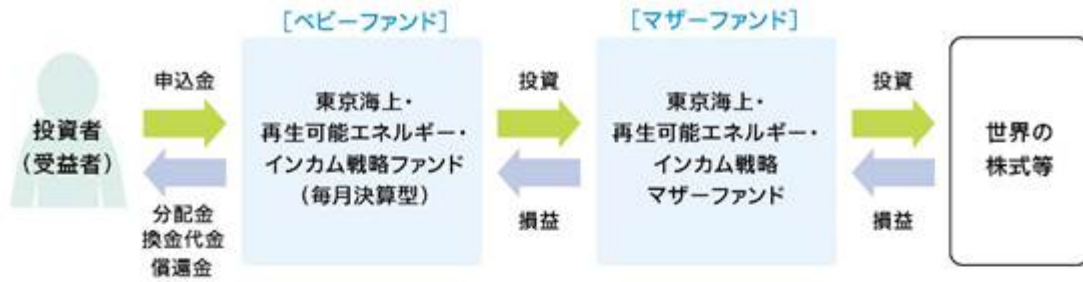 [ベビーファンド]
[マザーファンド]
投資者
(受益者)
申込金
分配金
換金代金
償還金
東京海上・
再生可能エネルギー・
インカム戦略ファンド
(毎月決算型)
投資
損益
東京海上・
再生可能エネルギー・
インカム戦略
マザーファンド
投資
損益
世界の
株式等